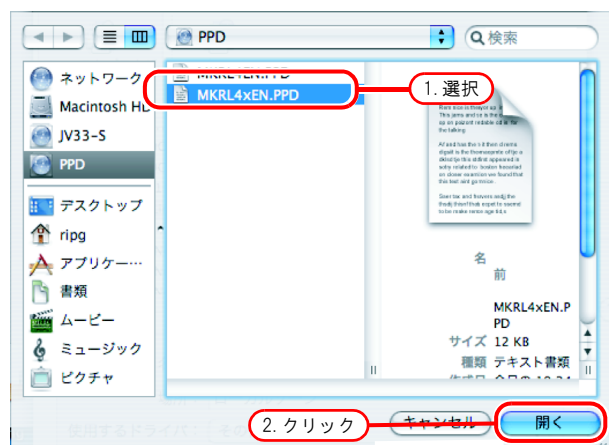 PPD
検索
ネットワーク
Macintosh HD
JV33-S
PPD
デスクトップ
ripg
アプリケー…
書類
ムービー
ミュージック
ピクチャ
MKRL4xEN.PPD
1. 選択
名
前
MKRL4xEN.P
PD
サイズ 12 KB
種類 テキスト書類
2. クリック
キャンセル
開く